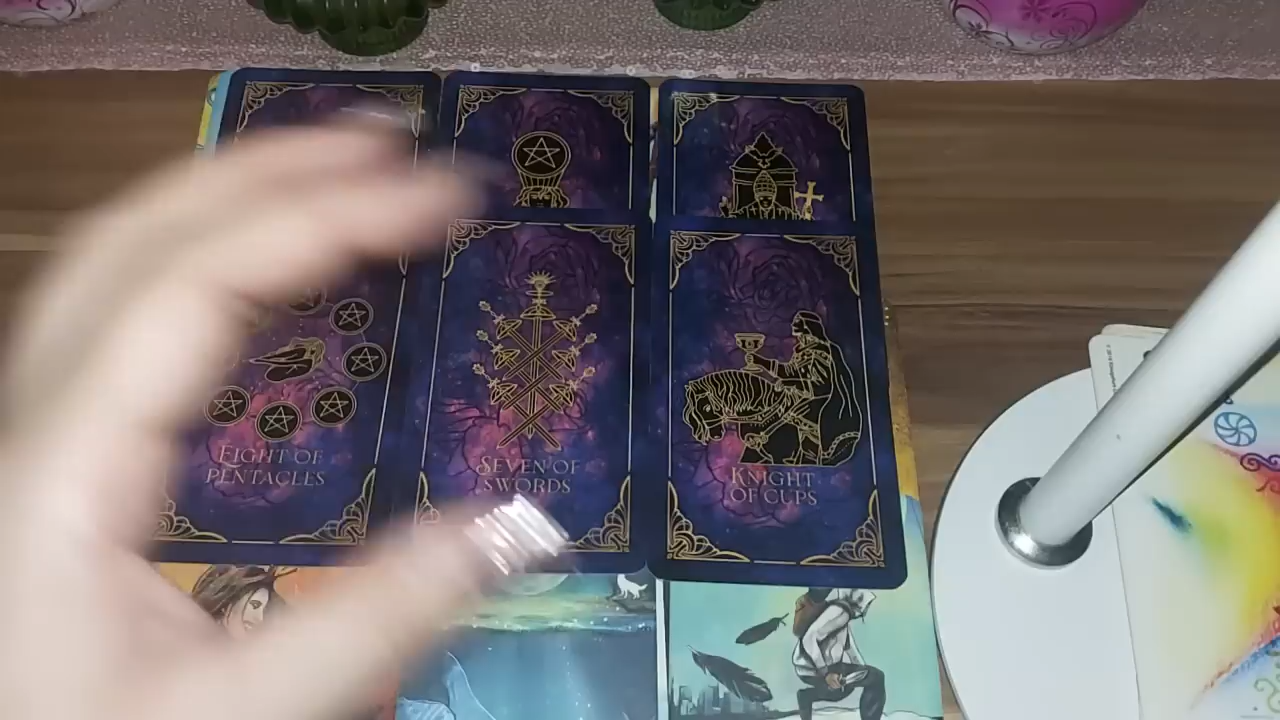 EIGHT OF
PENTACLES
SEVEN OF
SWORDS
KNIGHT
OF CUPS